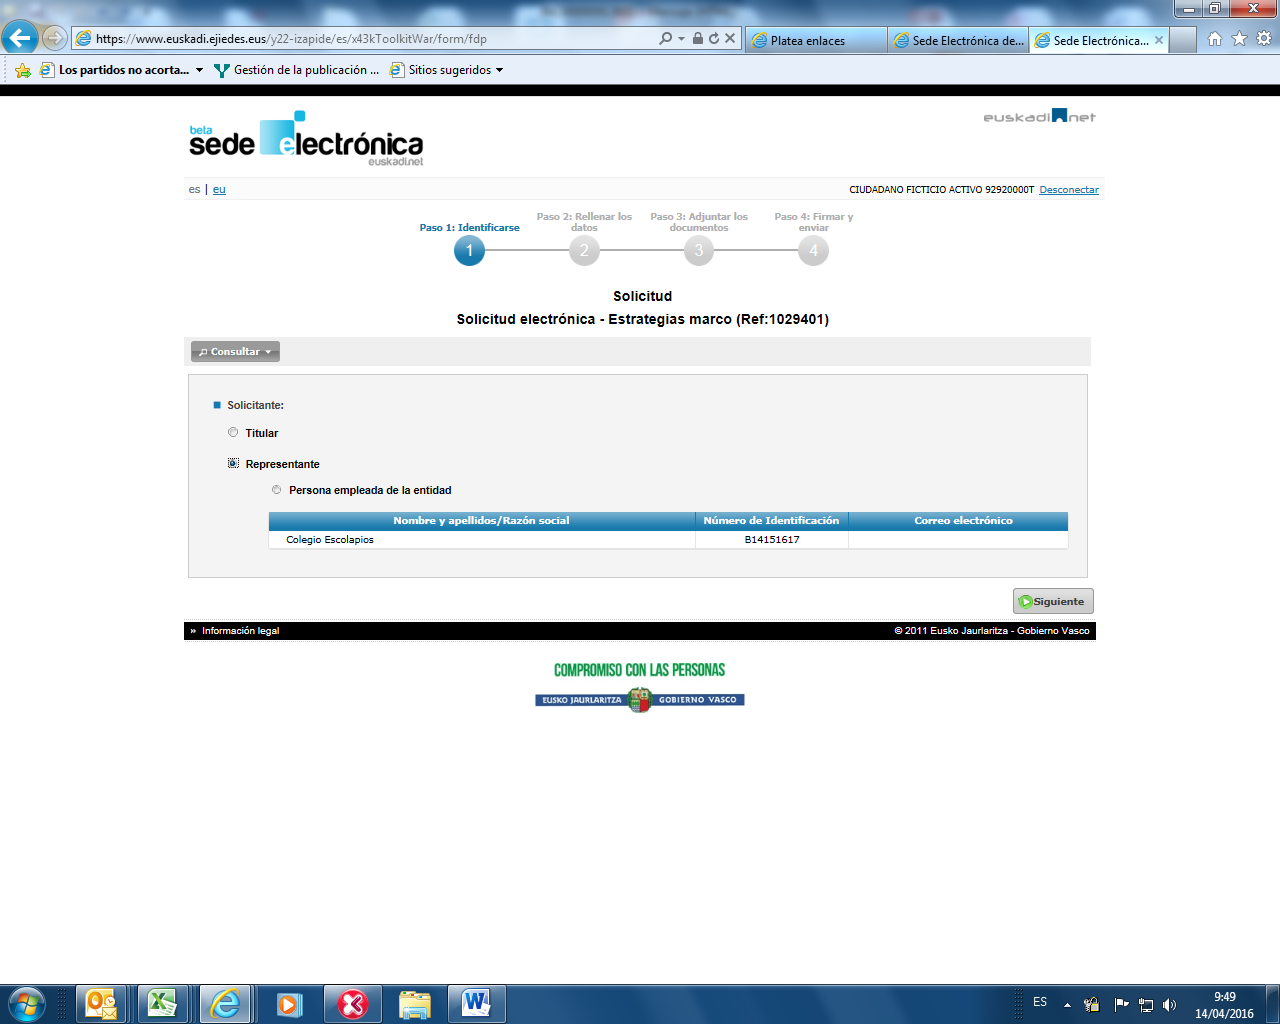 https://www.euskadi.ejiedes.eus/y22-izapide/es/x43kToolkitWar/form/fdp
Platea enlaces
Sede Electrónica de...
Sede Electrónica...
Los partidos no acorta...
Gestión de la publicación ...
Sitios sugeridos
beta
sede electrónica
euskadi.net
euskadi net
es | eu
CIUDADANO FICTICIO ACTIVO 92920000T Desconectar
Paso 1: Identificarse
Paso 2: Rellenar los datos
Paso 3: Adjuntar los documentos
Paso 4: Firmar y enviar
1
2
3
4
Solicitud
Solicitud electrónica - Estrategias marco (Ref:1029401)
Consultar
Solicitante:
Titular
Representante
Persona empleada de la entidad
Nombre y apellidos/Razón social Número de Identificación Correo electrónico
Colegio Escolapios B14151617
Siguiente
» Información legal
© 2011 Eusko Jaurlaritza - Gobierno Vasco
COMPROMISO CON LAS PERSONAS
EUSKO JAURLARITZA GOBIERNO VASCO
ES
9:49
14/04/2016